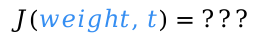 J(weight, t) = ???